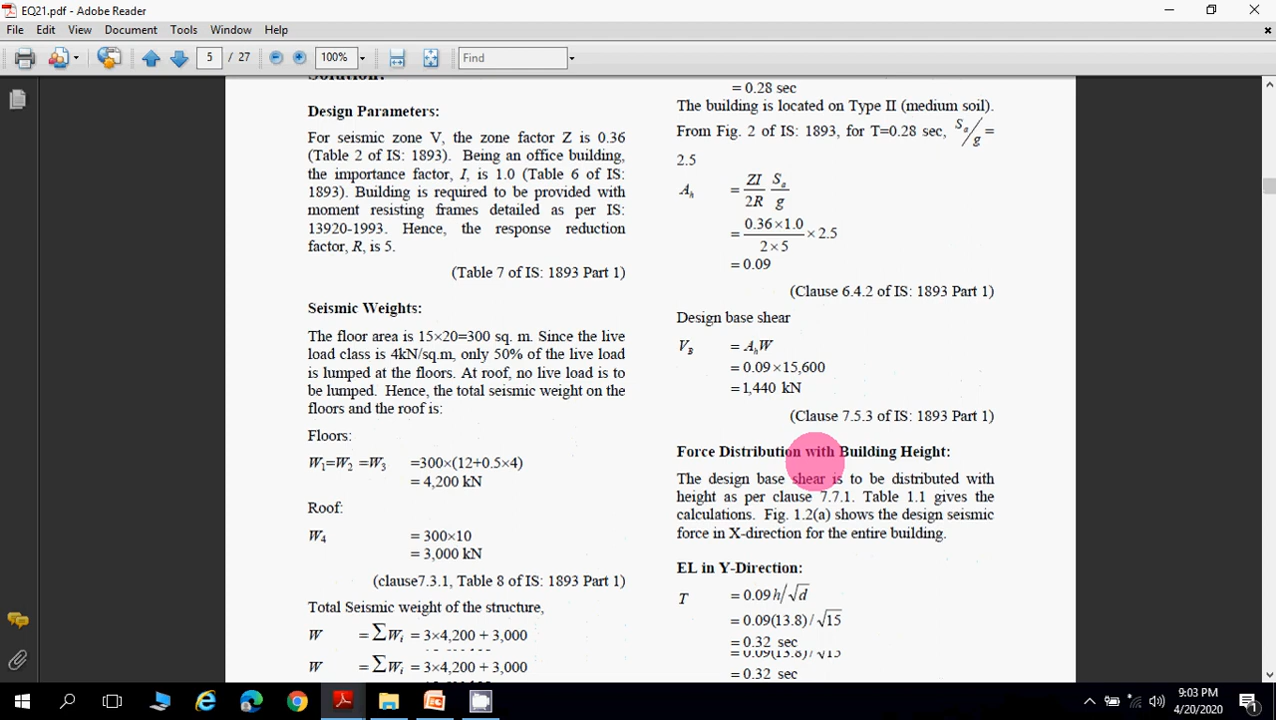 EQ21.pdf - Adobe Reader
File Edit View Document Tools Window Help
5 / 27 100% Find
Solution:
Design Parameters:
For seismic zone V, the zone factor Z is 0.36
(Table 2 of IS: 1893). Being an office building,
the importance factor, I, is 1.0 (Table 6 of IS:
1893). Building is required to be provided with
moment resisting frames detailed as per IS:
13920-1993. Hence, the response reduction
factor, R, is 5.
(Table 7 of IS: 1893 Part 1)
Seismic Weights:
The floor area is 15×20=300 sq. m. Since the live
load class is 4kN/sq.m, only 50% of the live load
is lumped at the floors. At roof, no live load is to
be lumped. Hence, the total seismic weight on the
floors and the roof is:
Floors:
W₁=W₂ =W₃ =300×(12+0.5×4)
= 4,200 kN
Roof:
W₄ = 300×10
= 3,000 kN
(clause7.3.1, Table 8 of IS: 1893 Part 1)
Total Seismic weight of the structure,
W = ∑Wᵢ = 3×4,200 + 3,000
W = ∑Wᵢ = 3×4,200 + 3,000
= 0.28 sec
The building is located on Type II (medium soil).
From Fig. 2 of IS: 1893, for T=0.28 sec, Sₐ/g =
2.5
Aₕ = ZI/2R Sₐ/g
= 0.36×1.0/2×5 × 2.5
= 0.09
(Clause 6.4.2 of IS: 1893 Part 1)
Design base shear
V_B = AₕW
= 0.09×15,600
= 1,440 kN
(Clause 7.5.3 of IS: 1893 Part 1)
Force Distribution with Building Height:
The design base shear is to be distributed with
height as per clause 7.7.1. Table 1.1 gives the
calculations. Fig. 1.2(a) shows the design seismic
force in X-direction for the entire building.
EL in Y-Direction:
T = 0.09h/√d
= 0.09(13.8)/√15
= 0.32 sec
= 0.09(13.8)/√15
= 0.32 sec
9:03 PM
4/20/2020
1